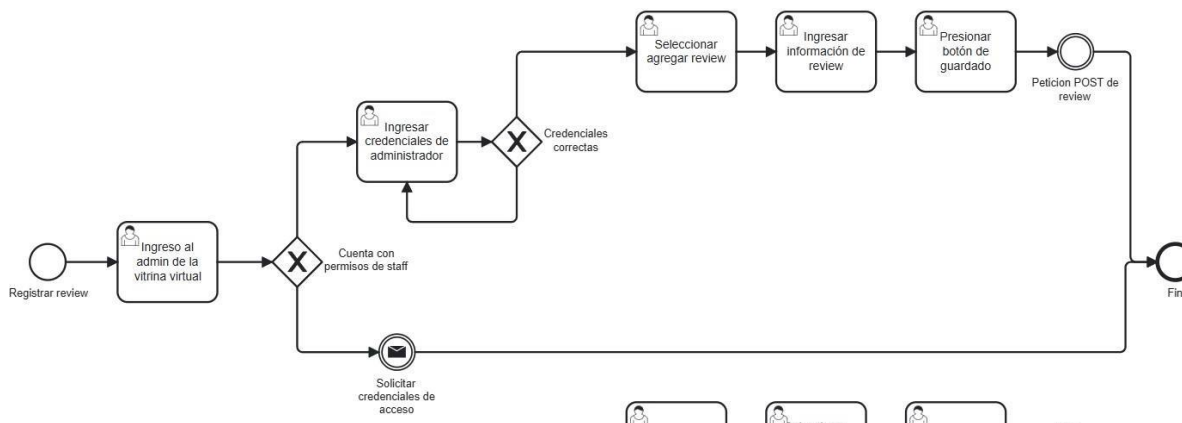 Seleccionar
agregar review
Ingresar
información de
review
Presionar
botón de
guardado
Peticion POST de
review
Ingresar
credenciales de
administrador
Credenciales
correctas
Ingreso al
admin de la
vitrina virtual
Cuenta con
permisos de staff
Registrar review
Fin
Solicitar
credenciales de
acceso